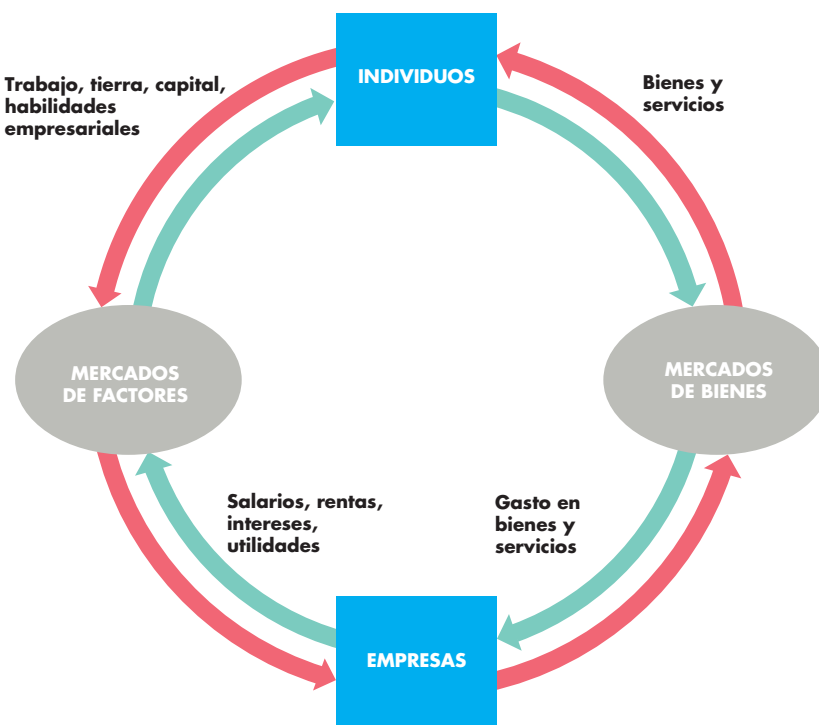 INDIVIDUOS
Trabajo, tierra, capital,
habilidades
empresariales
Bienes y
servicios
MERCADOS
DE FACTORES
MERCADOS
DE BIENES
Salarios, rentas,
intereses,
utilidades
Gasto en
bienes y
servicios
EMPRESAS